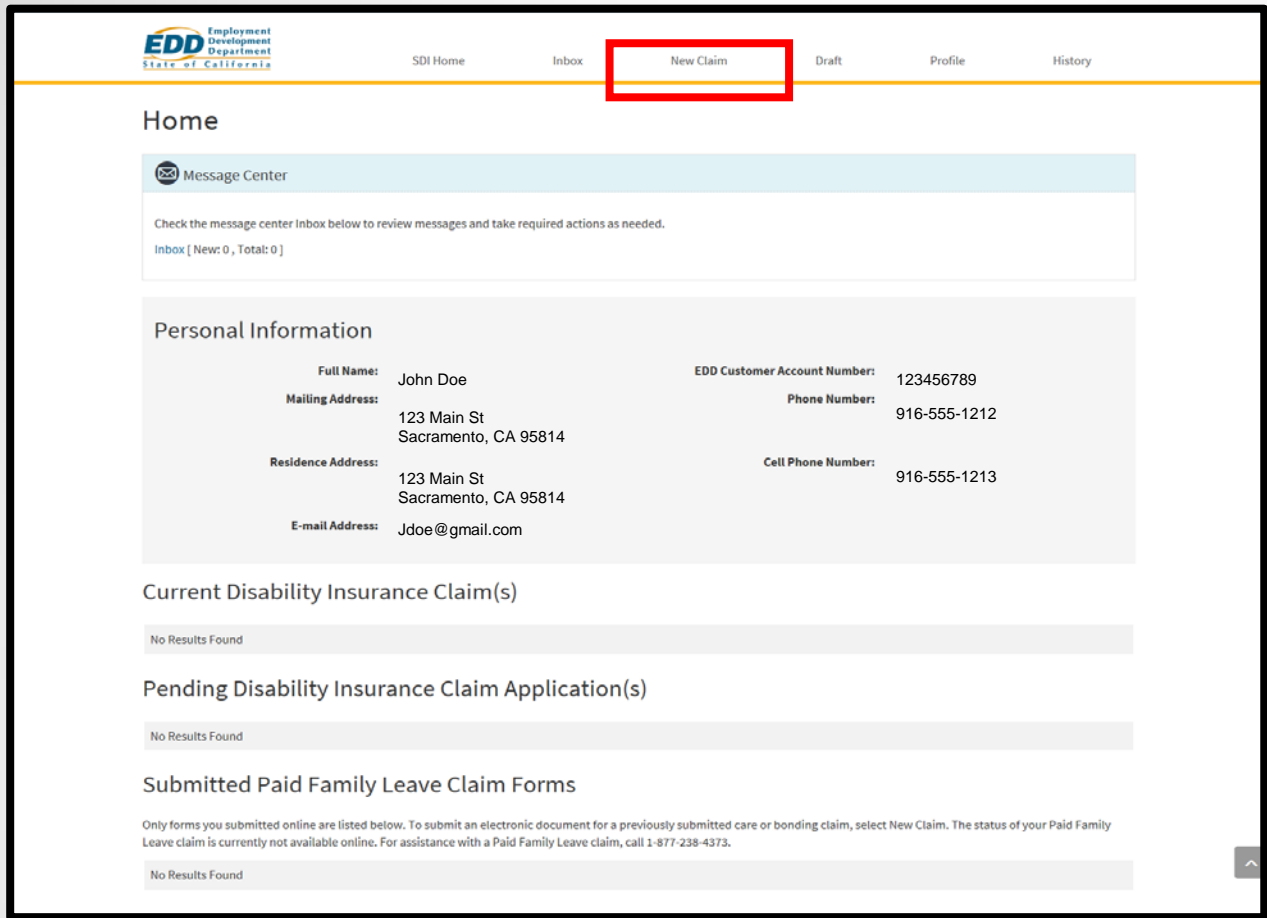 EDD Employment
Development
Department
State of California
SDI Home Inbox New Claim Draft Profile History
Home
Message Center
Check the message center Inbox below to review messages and take required actions as needed.
Inbox [ New: 0 , Total: 0 ]
Personal Information
Full Name: John Doe EDD Customer Account Number: 123456789
Mailing Address: 123 Main St Phone Number: 916-555-1212
Sacramento, CA 95814
Residence Address: 123 Main St Cell Phone Number: 916-555-1213
Sacramento, CA 95814
E-mail Address: Jdoe@gmail.com
Current Disability Insurance Claim(s)
No Results Found
Pending Disability Insurance Claim Application(s)
No Results Found
Submitted Paid Family Leave Claim Forms
Only forms you submitted online are listed below. To submit an electronic document for a previously submitted care or bonding claim, select New Claim. The status of your Paid Family
Leave claim is currently not available online. For assistance with a Paid Family Leave claim, call 1-877-238-4373.
No Results Found